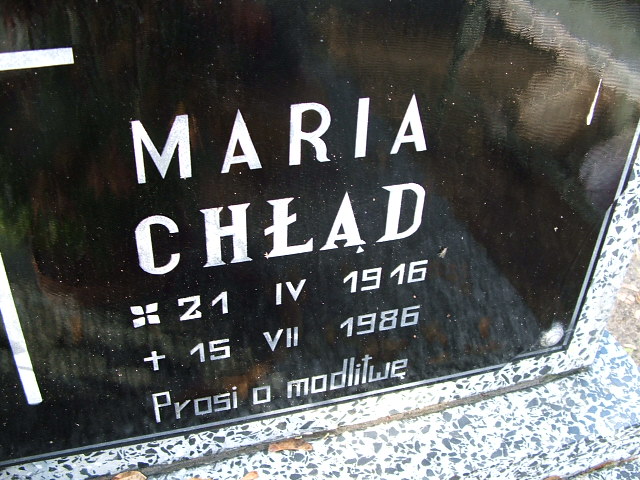 MARIA
CHŁĄD
21 IV 1916
+ 15 VII 1986
Prosi o modlitwę